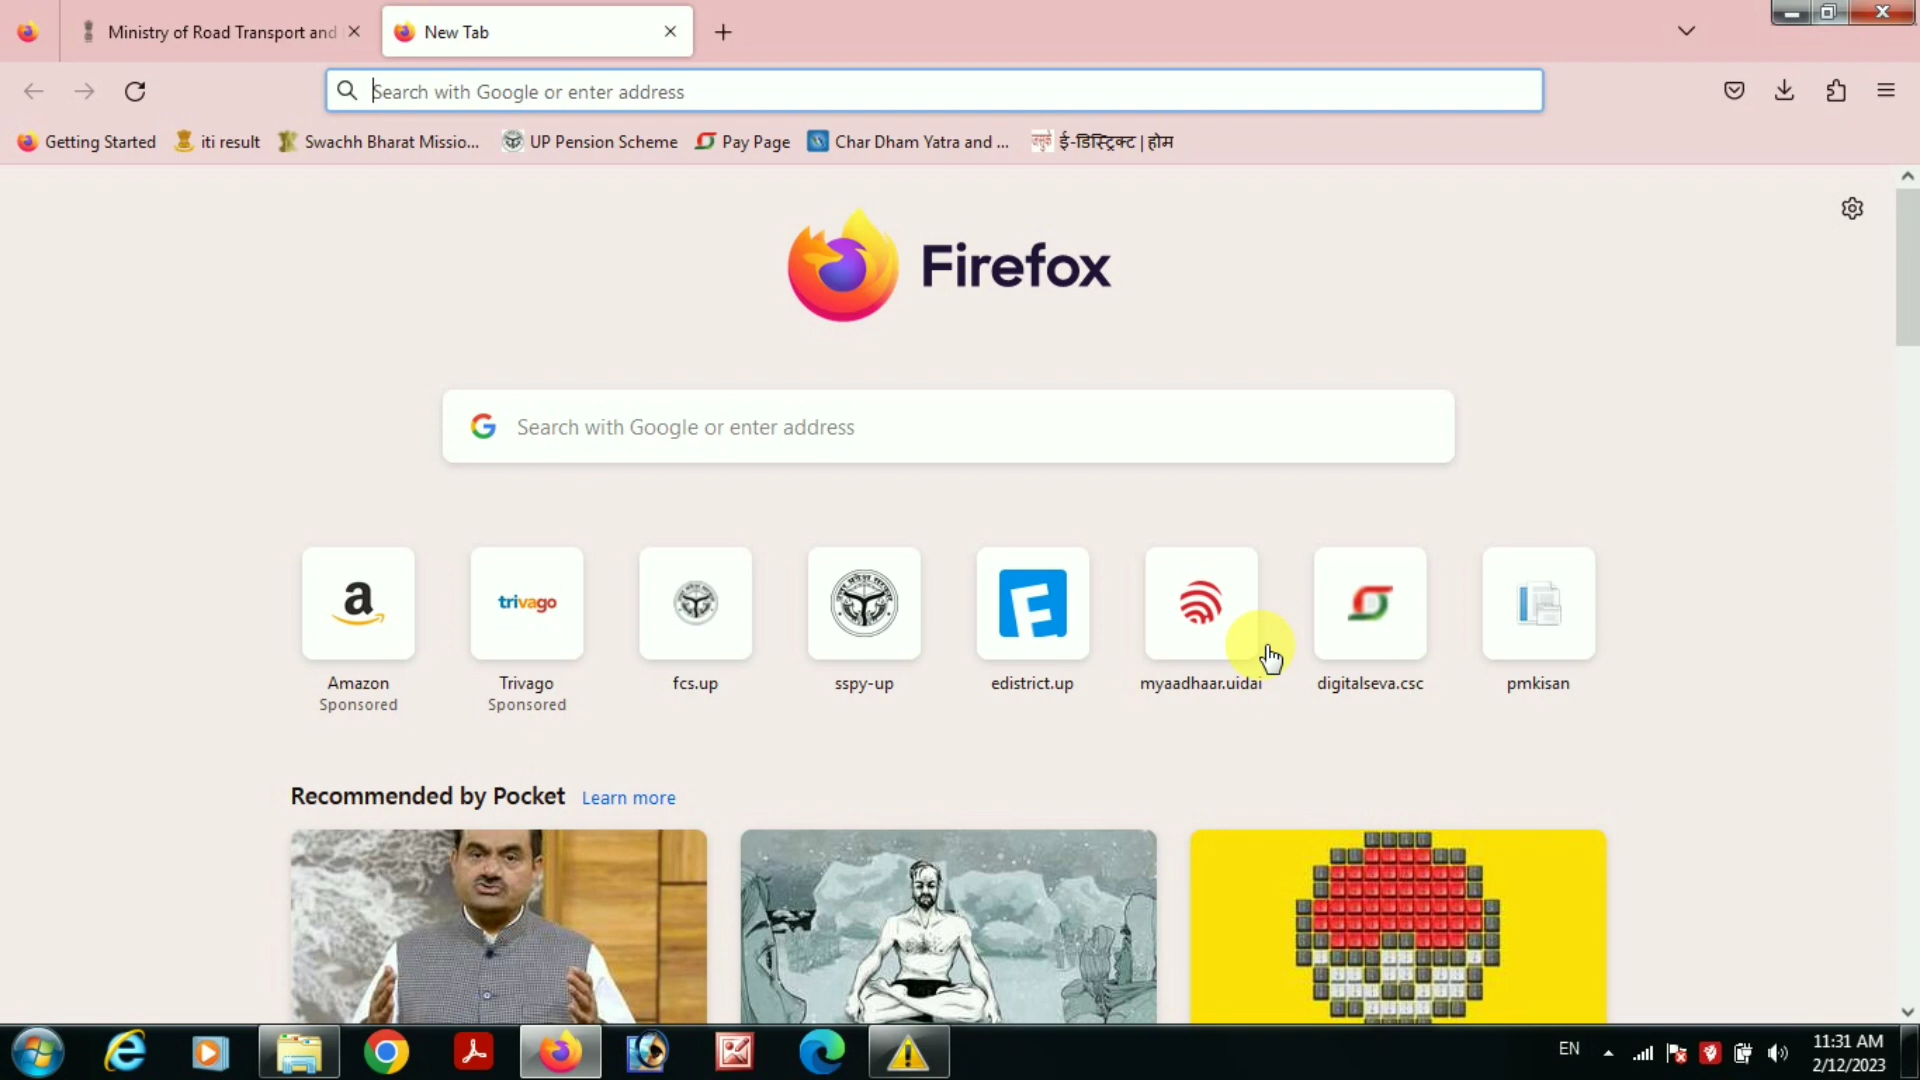 Ministry of Road Transport and
New Tab
Search with Google or enter address
Getting Started
iti result
Swachh Bharat Missio...
UP Pension Scheme
Pay Page
Char Dham Yatra and ...
ई-डिस्ट्रिक्ट | होम
Firefox
Search with Google or enter address
a
trivago
Amazon
Sponsored
Trivago
Sponsored
fcs.up
sspy-up
edistrict.up
myaadhaar.uidai
digitalseva.csc
pmkisan
Recommended by Pocket Learn more
EN
11:31 AM
2/12/2023